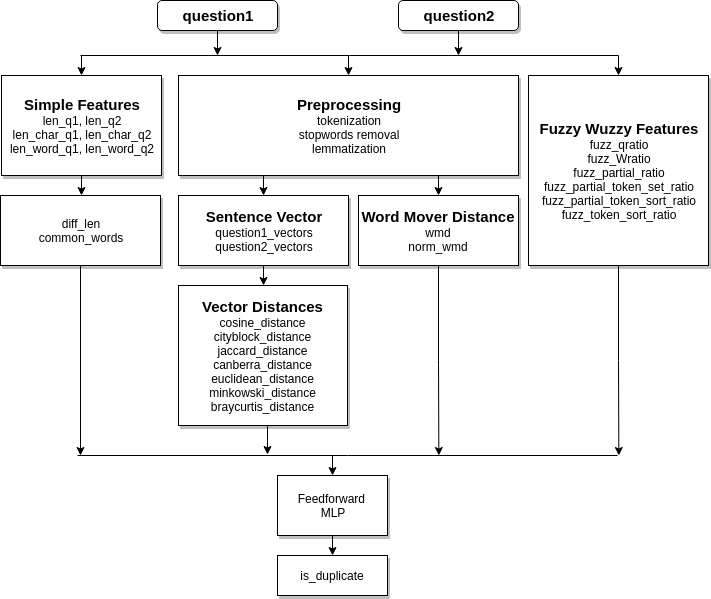 question1
question2
Simple Features
len_q1, len_q2
len_char_q1, len_char_q2
len_word_q1, len_word_q2
Preprocessing
tokenization
stopwords removal
lemmatization
Fuzzy Wuzzy Features
fuzz_qratio
fuzz_Wratio
fuzz_partial_ratio
fuzz_partial_token_set_ratio
fuzz_partial_token_sort_ratio
fuzz_token_sort_ratio
diff_len
common_words
Sentence Vector
question1_vectors
question2_vectors
Word Mover Distance
wmd
norm_wmd
Vector Distances
cosine_distance
cityblock_distance
jaccard_distance
canberra_distance
euclidean_distance
minkowski_distance
braycurtis_distance
Feedforward
MLP
is_duplicate